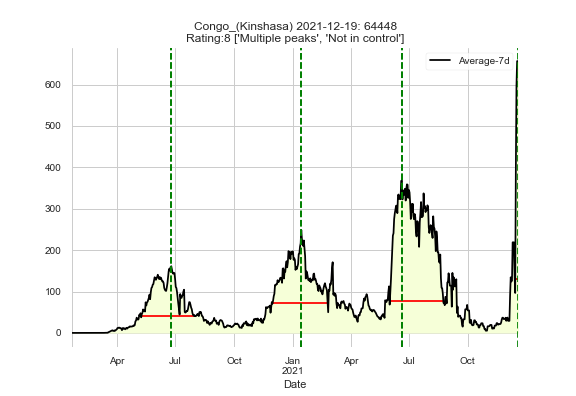 Congo_(Kinshasa) 2021-12-19: 64448
Rating:8 ['Multiple peaks', 'Not in control']
Average-7d
600
500
400
300
200
100
0
Apr Jul Oct Jan Apr Jul Oct
2021
Date